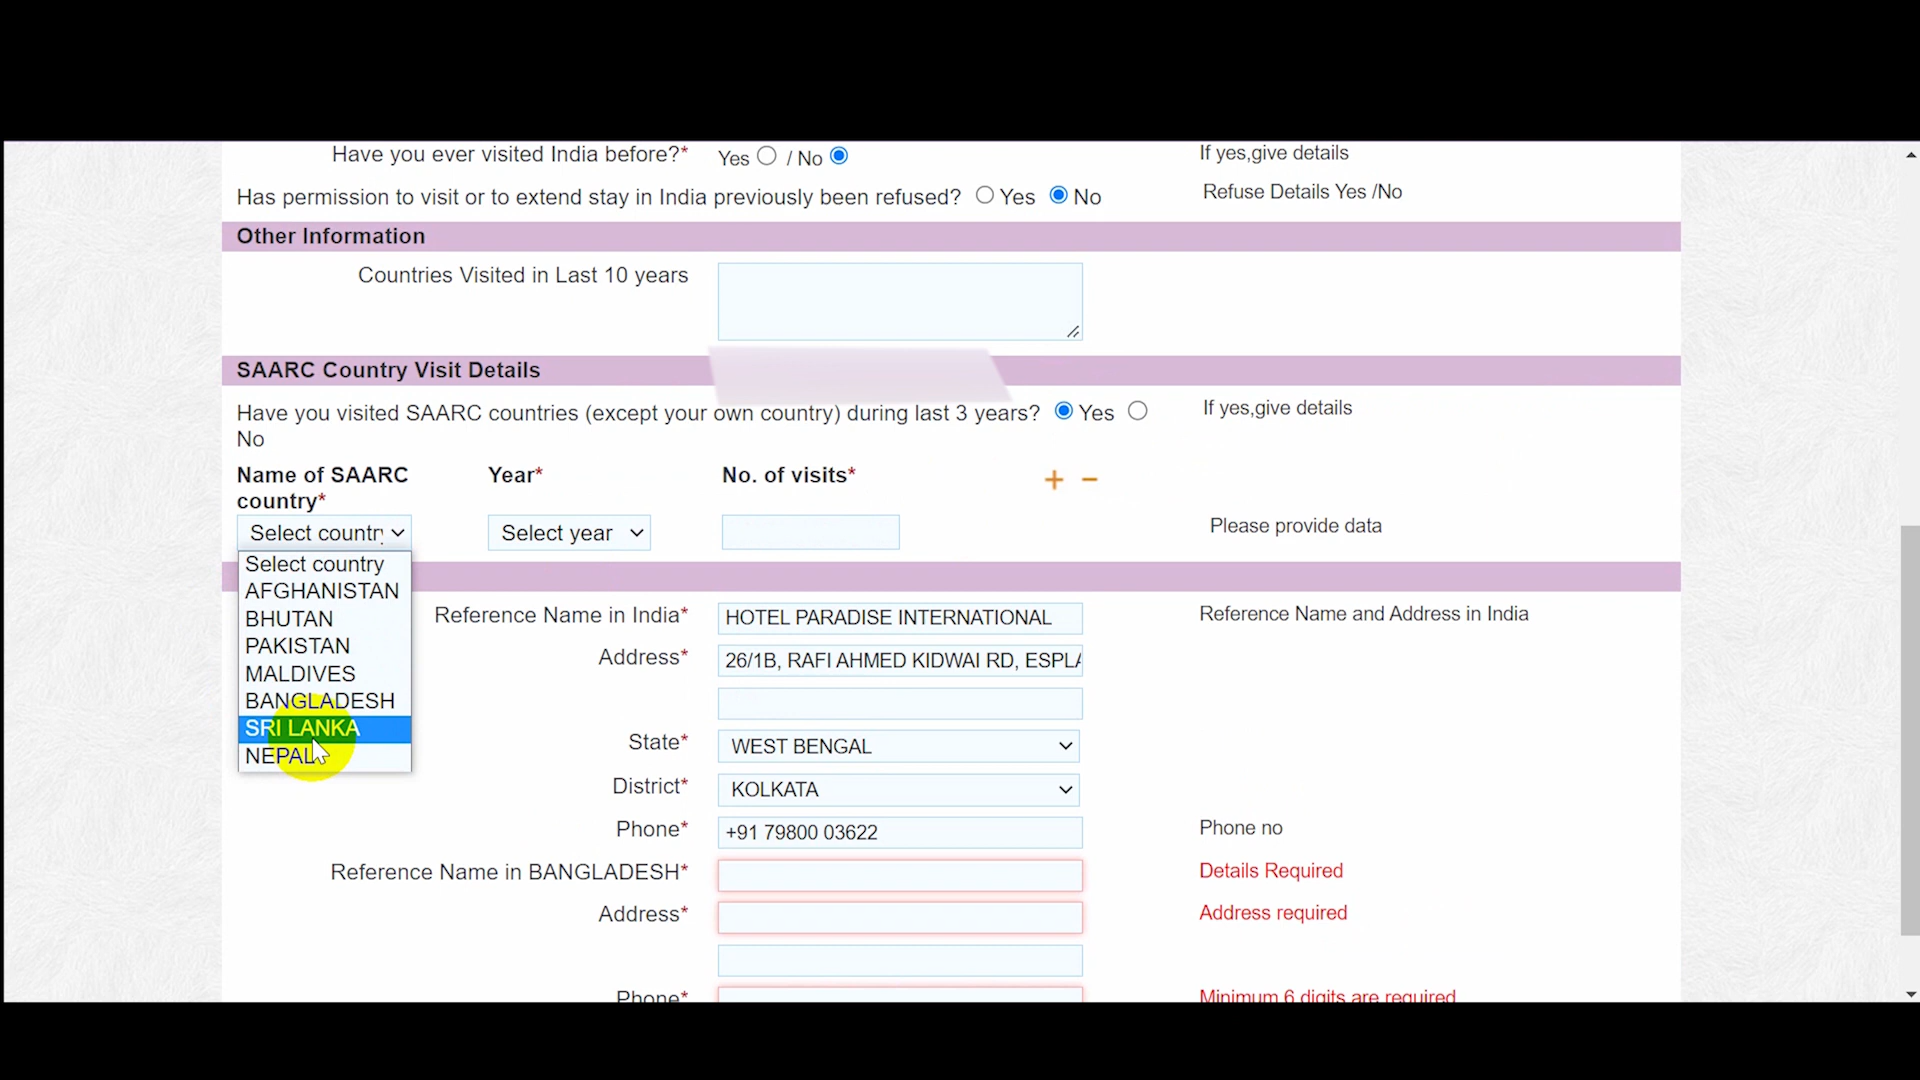 Have you ever visited India before?* Yes / No If yes,give details
Has permission to visit or to extend stay in India previously been refused? Yes No Refuse Details Yes /No
Other Information
Countries Visited in Last 10 years
SAARC Country Visit Details
Have you visited SAARC countries (except your own country) during last 3 years? Yes If yes,give details
No
Name of SAARC Year* No. of visits* + −
country*
Select country Select year Please provide data
Select country
AFGHANISTAN
BHUTAN
PAKISTAN
MALDIVES
BANGLADESH
SRI LANKA
NEPAL
Reference Name in India* HOTEL PARADISE INTERNATIONAL Reference Name and Address in India
Address* 26/1B, RAFI AHMED KIDWAI RD, ESPLA
State* WEST BENGAL
District* KOLKATA
Phone* +91 79800 03622 Phone no
Reference Name in BANGLADESH* Details Required
Address* Address required
Phone* Minimum 6 digits are required